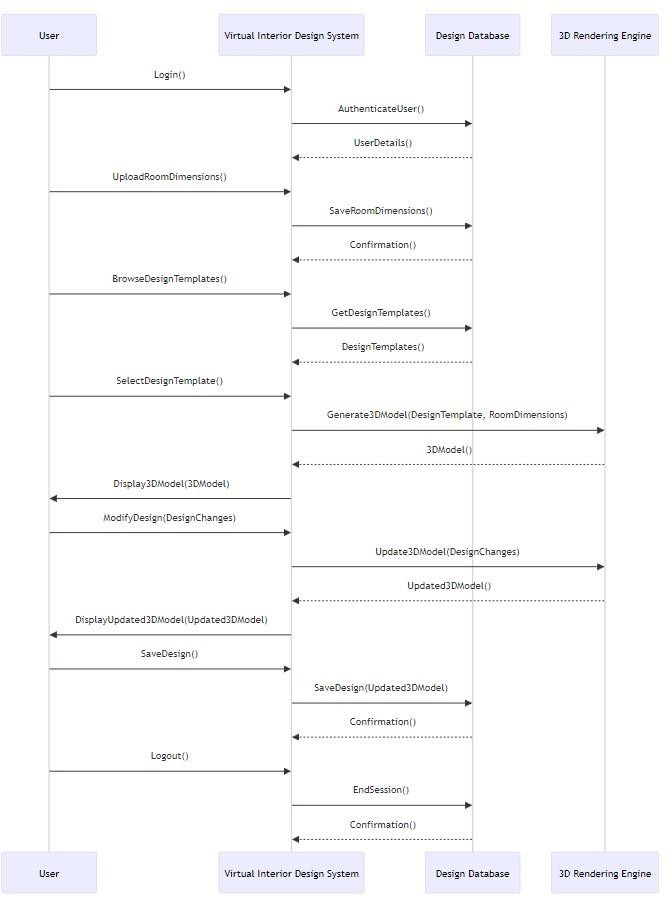 User
Virtual Interior Design System
Design Database
3D Rendering Engine
Login()
AuthenticateUser()
UserDetails()
UploadRoomDimensions()
SaveRoomDimensions()
Confirmation()
BrowseDesignTemplates()
GetDesignTemplates()
DesignTemplates()
SelectDesignTemplate()
Generate3DModel(DesignTemplate, RoomDimensions)
3DModel()
Display3DModel(3DModel)
ModifyDesign(DesignChanges)
Update3DModel(DesignChanges)
Updated3DModel()
DisplayUpdated3DModel(Updated3DModel)
SaveDesign()
SaveDesign(Updated3DModel)
Confirmation()
Logout()
EndSession()
Confirmation()
User
Virtual Interior Design System
Design Database
3D Rendering Engine